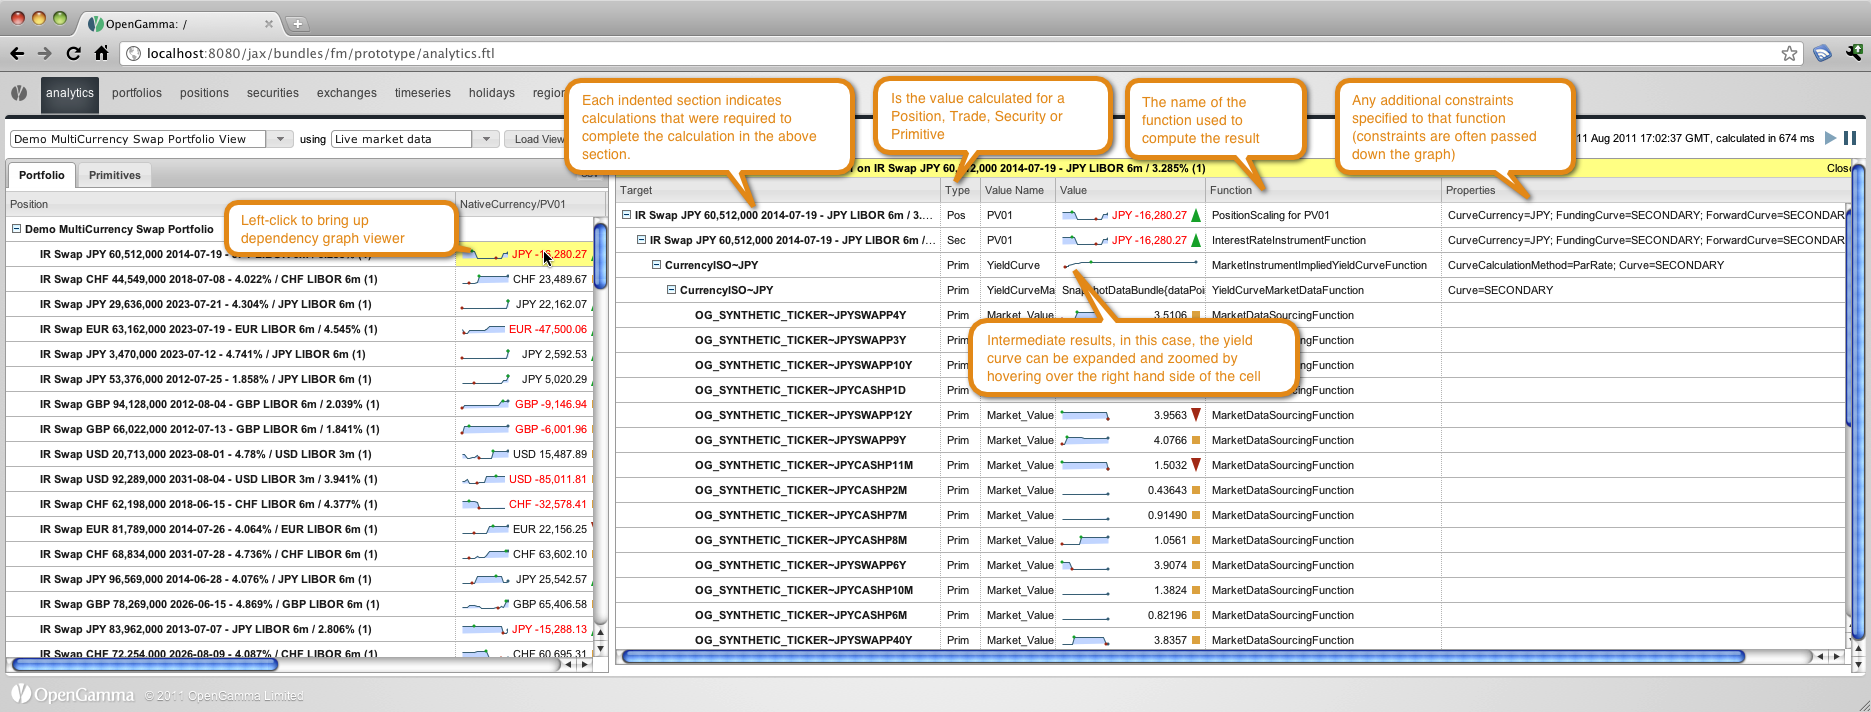 OpenGamma: /
localhost:8080/jax/bundles/fm/prototype/analytics.ftl
analytics portfolios positions securities exchanges timeseries holidays
Each indented section indicates
calculations that were required to
complete the calculation in the above
section.
Is the value calculated for a
Position, Trade, Security or
Primitive
The name of the
function used to
compute the result
Any additional constraints
specified to that function
(constraints are often passed
down the graph)
Demo MultiCurrency Swap Portfolio View using Live market data Load View
11 Aug 2011 17:02:37 GMT, calculated in 674 ms
Portfolio Primitives
on IR Swap JPY 60,512,000 2014-07-19 - JPY LIBOR 6m / 3.285% (1)
Position NativeCurrency/PV01
Left-click to bring up
dependency graph viewer
Demo MultiCurrency Swap Portfolio
IR Swap JPY 60,512,000 2014-07-19 - JPY -16,280.27
IR Swap CHF 44,549,000 2018-07-08 - 4.022% / CHF LIBOR 6m (1) CHF 23,489.67
IR Swap JPY 29,636,000 2023-07-21 - 4.304% / JPY LIBOR 6m (1) JPY 22,162.07
IR Swap EUR 63,162,000 2023-07-19 - EUR LIBOR 6m / 4.545% (1) EUR -47,500.06
IR Swap JPY 3,470,000 2023-07-12 - 4.741% / JPY LIBOR 6m (1) JPY 2,592.53
IR Swap JPY 53,376,000 2012-07-25 - 1.858% / JPY LIBOR 6m (1) JPY 5,020.29
IR Swap GBP 94,128,000 2012-08-04 - GBP LIBOR 6m / 2.039% (1) GBP -9,146.94
IR Swap GBP 66,022,000 2012-07-13 - GBP LIBOR 6m / 1.841% (1) GBP -6,001.96
IR Swap USD 20,713,000 2023-08-01 - 4.78% / USD LIBOR 3m (1) USD 15,487.89
IR Swap USD 92,289,000 2031-08-04 - USD LIBOR 3m / 3.941% (1) USD -85,011.81
IR Swap CHF 62,198,000 2018-06-15 - CHF LIBOR 6m / 4.377% (1) CHF -32,578.41
IR Swap EUR 81,789,000 2014-07-26 - 4.064% / EUR LIBOR 6m (1) EUR 22,156.25
IR Swap CHF 68,834,000 2031-07-28 - 4.736% / CHF LIBOR 6m (1) CHF 63,602.10
IR Swap JPY 96,569,000 2014-06-28 - 4.076% / JPY LIBOR 6m (1) JPY 25,542.57
IR Swap GBP 78,269,000 2026-06-15 - 4.869% / GBP LIBOR 6m (1) GBP 65,406.58
IR Swap JPY 83,962,000 2013-07-07 - JPY LIBOR 6m / 2.806% (1) JPY -15,288.13
IR Swap CHF 72,254,000 2026-08-09 - 4.087% / CHF LIBOR 6m (1) CHF 60,695.31
Target Type Value Name Value Function Properties
IR Swap JPY 60,512,000 2014-07-19 - JPY LIBOR 6m / 3.... Pos PV01 JPY -16,280.27 PositionScaling for PV01 CurveCurrency=JPY; FundingCurve=SECONDARY; ForwardCurve=SECONDAR
IR Swap JPY 60,512,000 2014-07-19 - JPY LIBOR 6m /... Sec PV01 JPY -16,280.27 InterestRateInstrumentFunction CurveCurrency=JPY; FundingCurve=SECONDARY; ForwardCurve=SECONDAR
CurrencyISO~JPY Prim YieldCurve MarketInstrumentImpliedYieldCurveFunction CurveCalculationMethod=ParRate; Curve=SECONDARY
CurrencyISO~JPY Prim YieldCurveMa YieldCurveMarketDataFunction Curve=SECONDARY
OG_SYNTHETIC_TICKER~JPYSWAPP4Y Prim Market_Value 3.5106 MarketDataSourcingFunction
OG_SYNTHETIC_TICKER~JPYSWAPP3Y
OG_SYNTHETIC_TICKER~JPYSWAPP10Y
OG_SYNTHETIC_TICKER~JPYCASHP1D
Intermediate results, in this case, the yield
curve can be expanded and zoomed by
hovering over the right hand side of the cell
OG_SYNTHETIC_TICKER~JPYSWAPP12Y Prim Market_Value 3.9563 MarketDataSourcingFunction
OG_SYNTHETIC_TICKER~JPYSWAPP9Y Prim Market_Value 4.0766 MarketDataSourcingFunction
OG_SYNTHETIC_TICKER~JPYCASHP11M Prim Market_Value 1.5032 MarketDataSourcingFunction
OG_SYNTHETIC_TICKER~JPYCASHP2M Prim Market_Value 0.43643 MarketDataSourcingFunction
OG_SYNTHETIC_TICKER~JPYCASHP7M Prim Market_Value 0.91490 MarketDataSourcingFunction
OG_SYNTHETIC_TICKER~JPYCASHP8M Prim Market_Value 1.0561 MarketDataSourcingFunction
OG_SYNTHETIC_TICKER~JPYSWAPP6Y Prim Market_Value 3.9074 MarketDataSourcingFunction
OG_SYNTHETIC_TICKER~JPYCASHP10M Prim Market_Value 1.3824 MarketDataSourcingFunction
OG_SYNTHETIC_TICKER~JPYCASHP6M Prim Market_Value 0.82196 MarketDataSourcingFunction
OG_SYNTHETIC_TICKER~JPYSWAPP40Y Prim Market_Value 3.8357 MarketDataSourcingFunction
OpenGamma © 2011 OpenGamma Limited